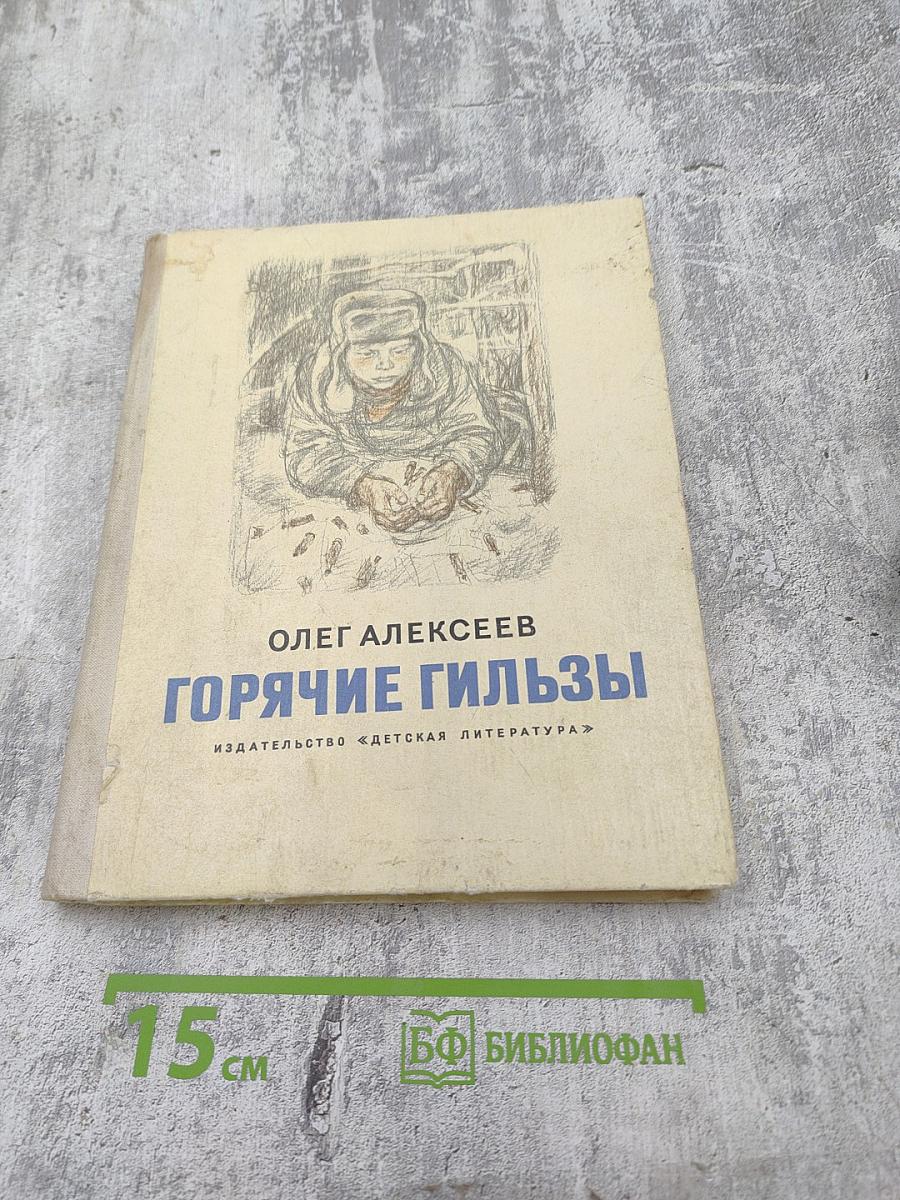 ОЛЕГ АЛЕКСЕЕВ
ГОРЯЧИЕ ГИЛЬЗЫ
ИЗДАТЕЛЬСТВО «ДЕТСКАЯ ЛИТЕРАТУРА»
15 см
БФ БИБЛИОФАН